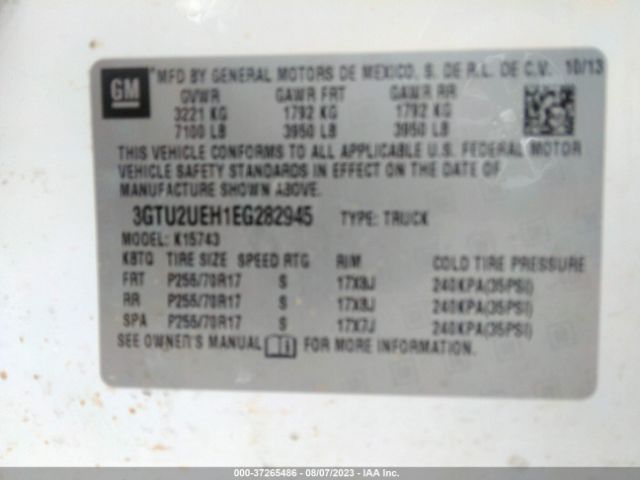 GM MFD BY GENERAL MOTORS DE MEXICO, S. DE R.L. DE C.V. 10/13
GVWR GAWR FRT GAWR RR
3221 KG 1792 KG 1792 KG
7100 LB 3950 LB 3950 LB
THIS VEHICLE CONFORMS TO ALL APPLICABLE U.S. FEDERAL MOTOR
VEHICLE SAFETY STANDARDS IN EFFECT ON THE DATE OF
MANUFACTURE SHOWN ABOVE.
3GTU2UEH1EG282945 TYPE: TRUCK
MODEL: K15743
KBTQ TIRE SIZE SPEED RTG RIM COLD TIRE PRESSURE
FRT P255/70R17 S 17X8J 240KPA(35PSI)
RR P255/70R17 S 17X8J 240KPA(35PSI)
SPA P255/70R17 S 17X7J 240KPA(35PSI)
SEE OWNER'S MANUAL FOR MORE INFORMATION.
000-37265486 - 08/07/2023 - IAA Inc.